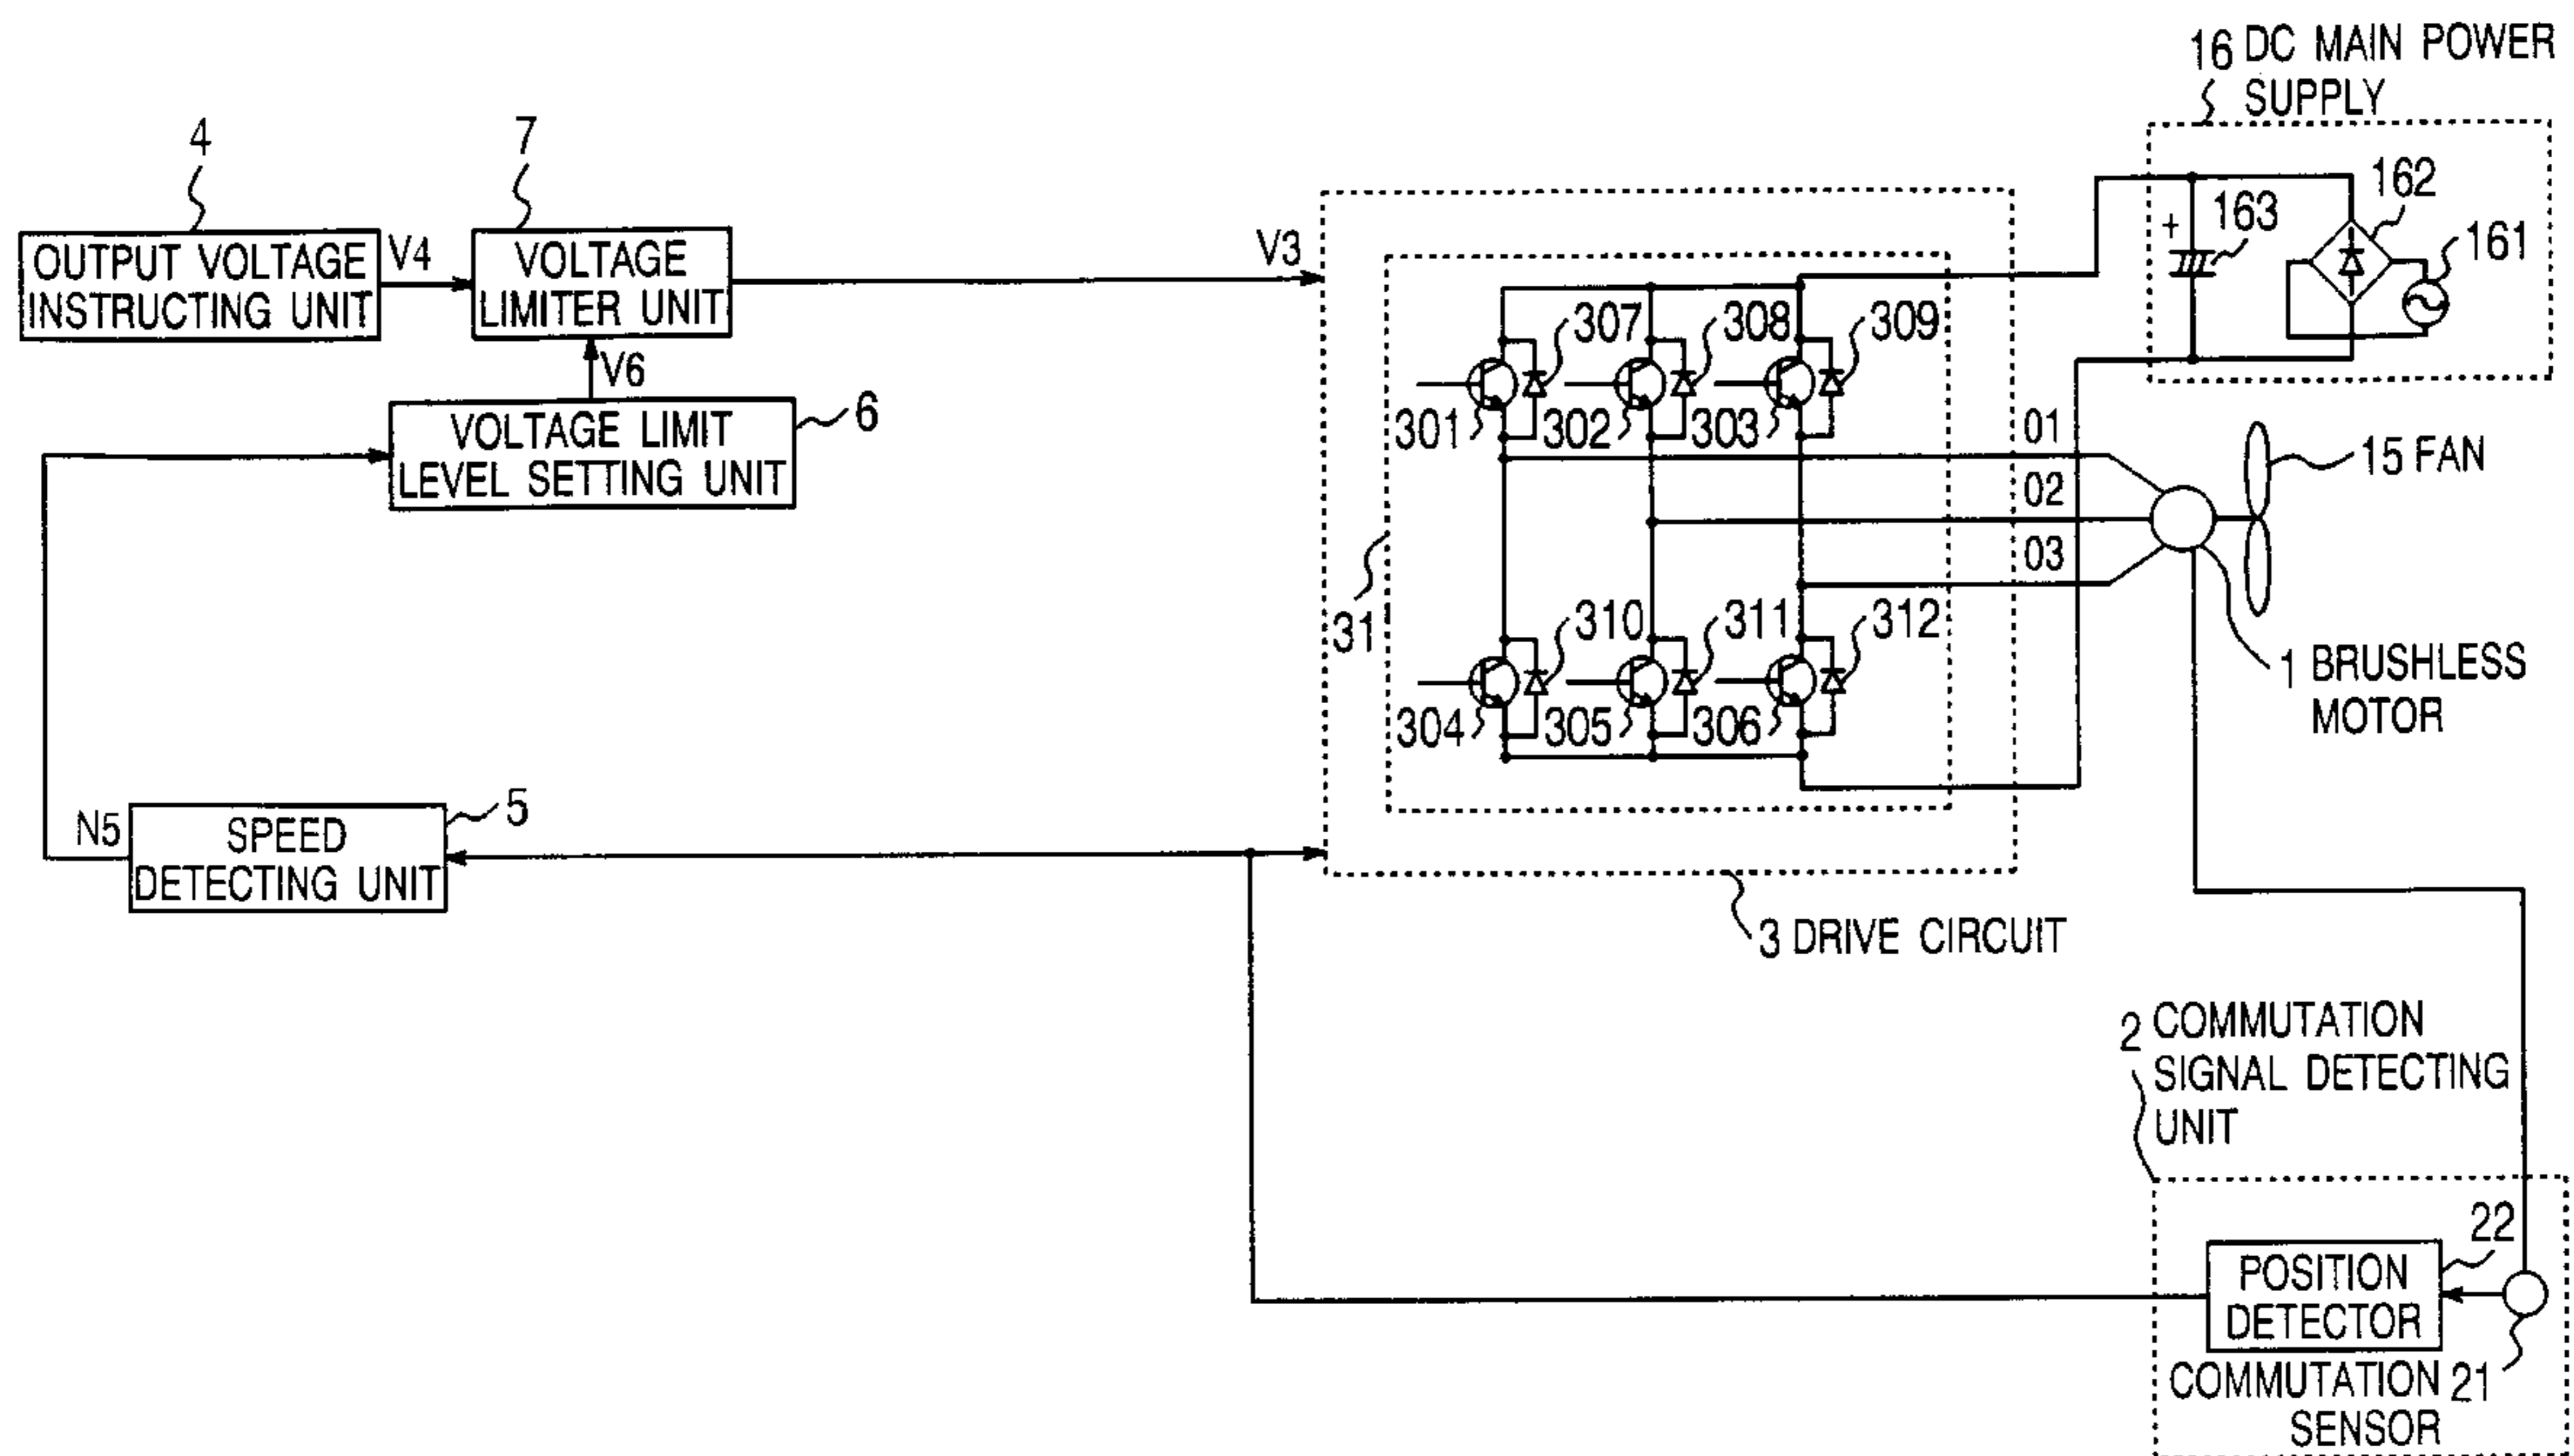 16 DC MAIN POWER
SUPPLY
4
7
162
163
+
161
OUTPUT VOLTAGE
INSTRUCTING UNIT
V4
VOLTAGE
LIMITER UNIT
V3
V6
307
308
309
301
302
303
VOLTAGE LIMIT
LEVEL SETTING UNIT
6
01
02
03
15 FAN
31
310
311
312
304
305
306
1 BRUSHLESS
MOTOR
N5
SPEED
DETECTING UNIT
5
3 DRIVE CIRCUIT
2 COMMUTATION
SIGNAL DETECTING
UNIT
22
POSITION
DETECTOR
COMMUTATION 21
SENSOR